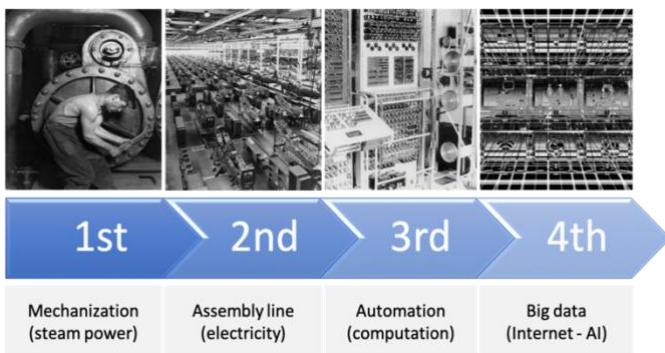 1st
2nd
3rd
4th
Mechanization
(steam power)
Assembly line
(electricity)
Automation
(computation)
Big data
(Internet - AI)